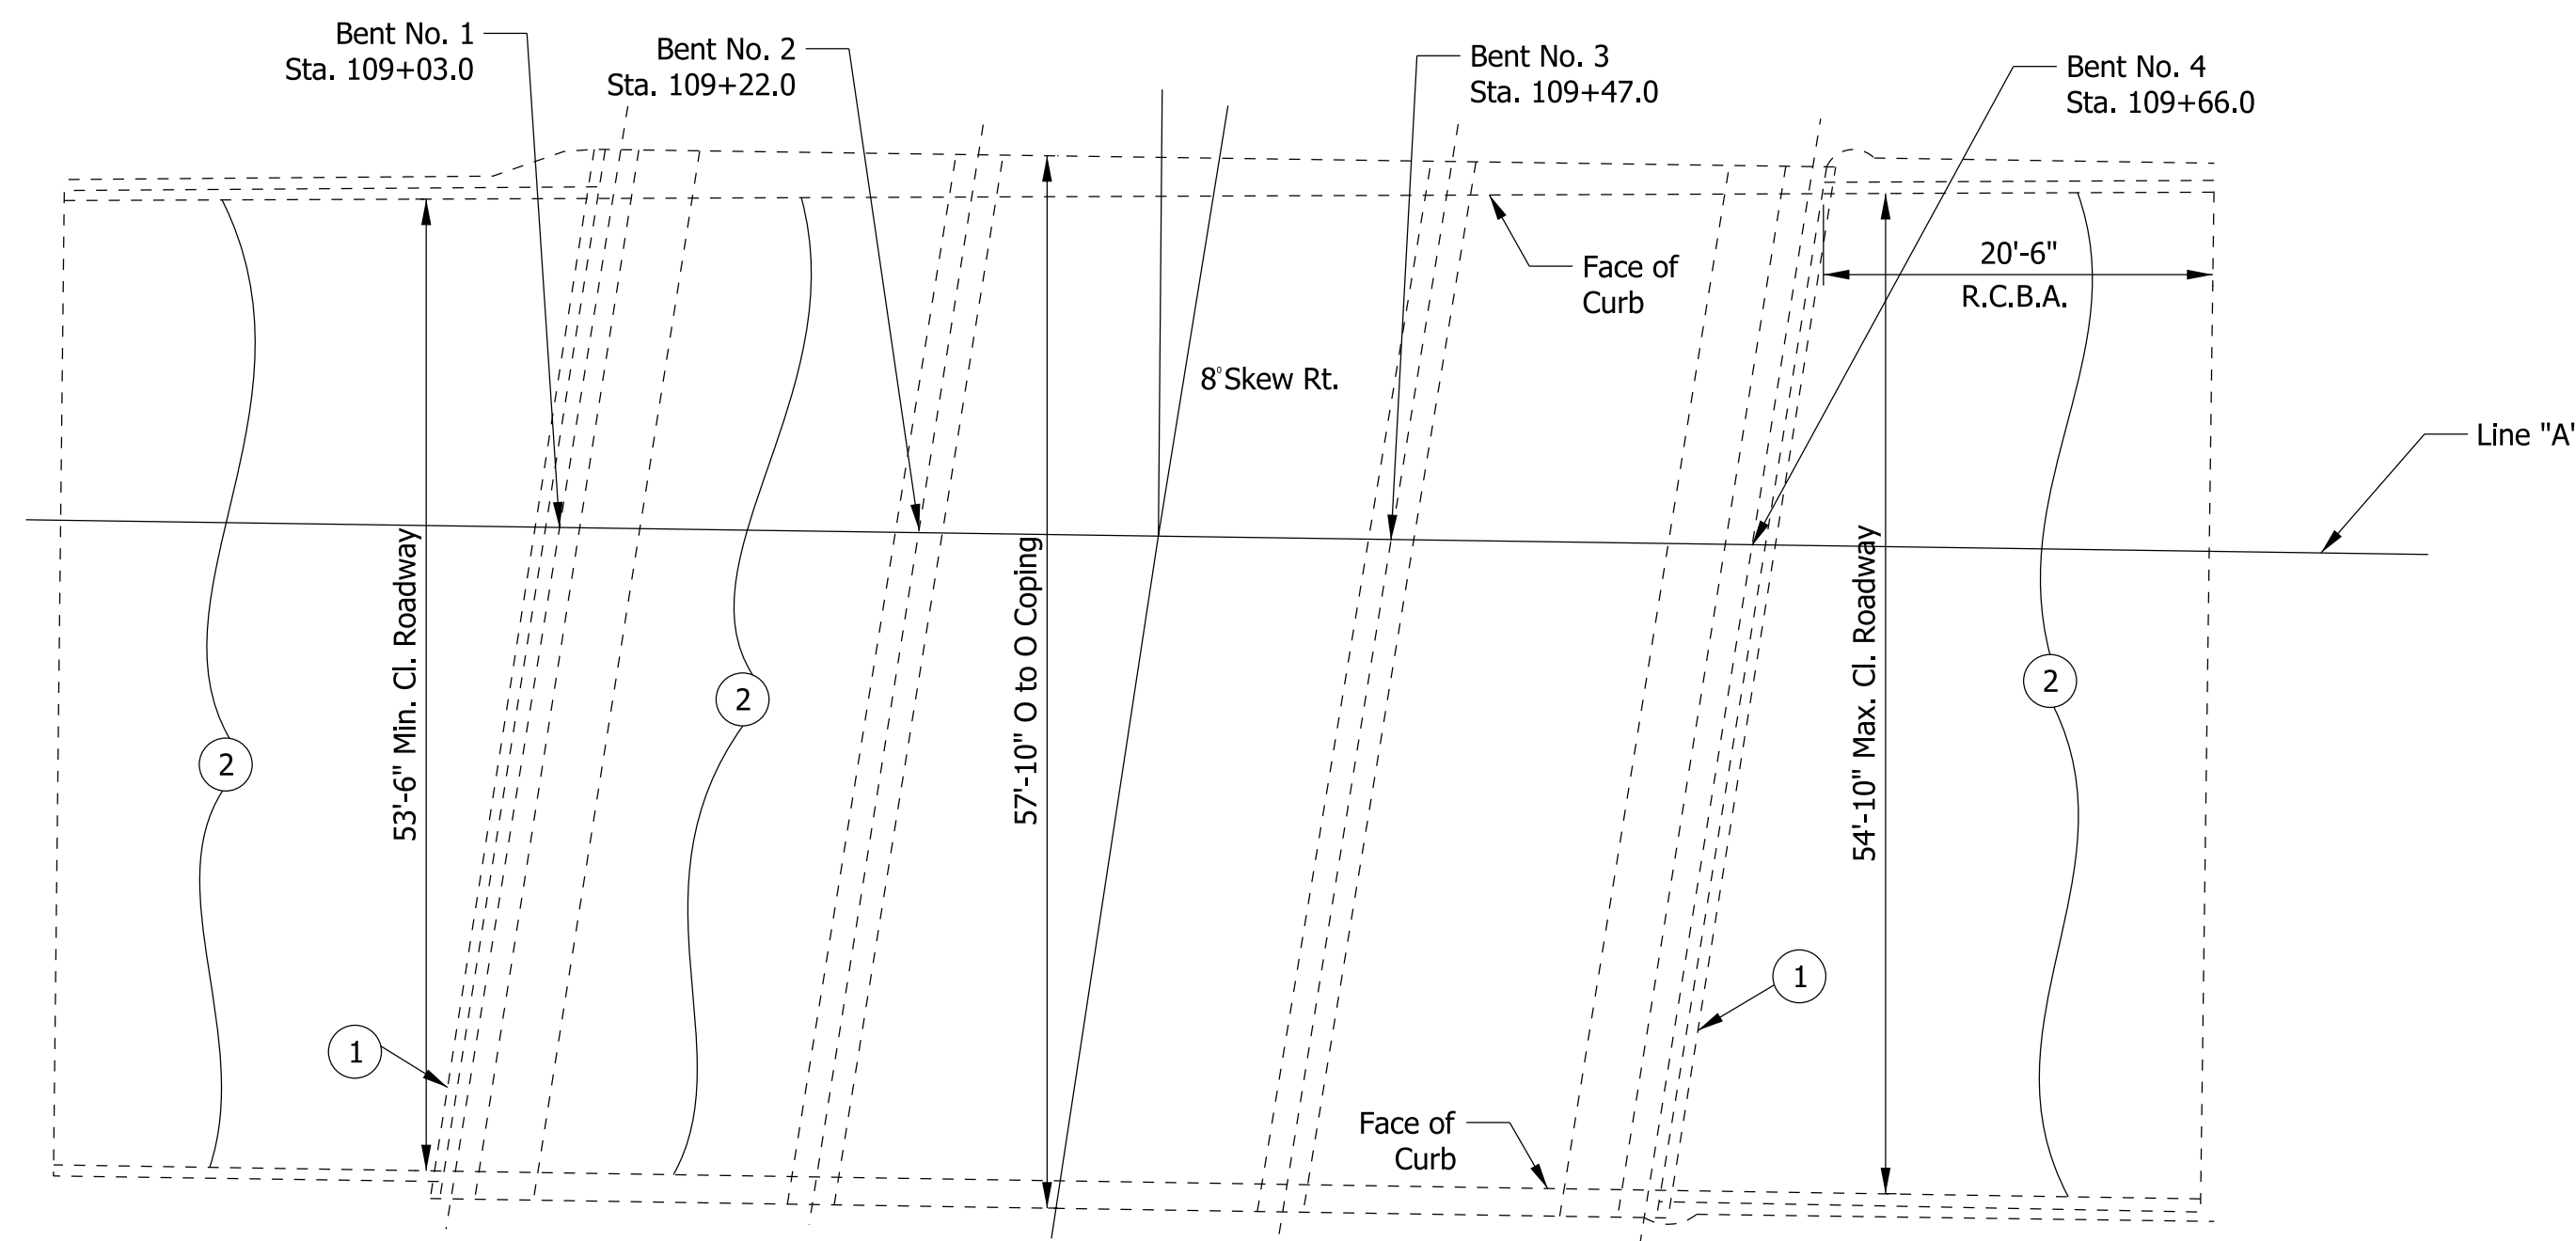 Bent No. 1
Sta. 109+03.0
Bent No. 2
Sta. 109+22.0
Bent No. 3
Sta. 109+47.0
Bent No. 4
Sta. 109+66.0
Face of
Curb
20'-6"
R.C.B.A.
8° Skew Rt.
Line "A"
53'-6" Min. Cl. Roadway
57'-10" O to O Coping
54'-10" Max. Cl. Roadway
2
2
2
1
1
Face of
Curb